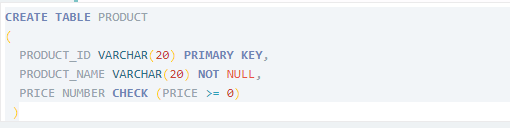 CREATE TABLE PRODUCT
(
PRODUCT_ID VARCHAR(20) PRIMARY KEY,
PRODUCT_NAME VARCHAR(20) NOT NULL,
PRICE NUMBER CHECK (PRICE >= 0)
)